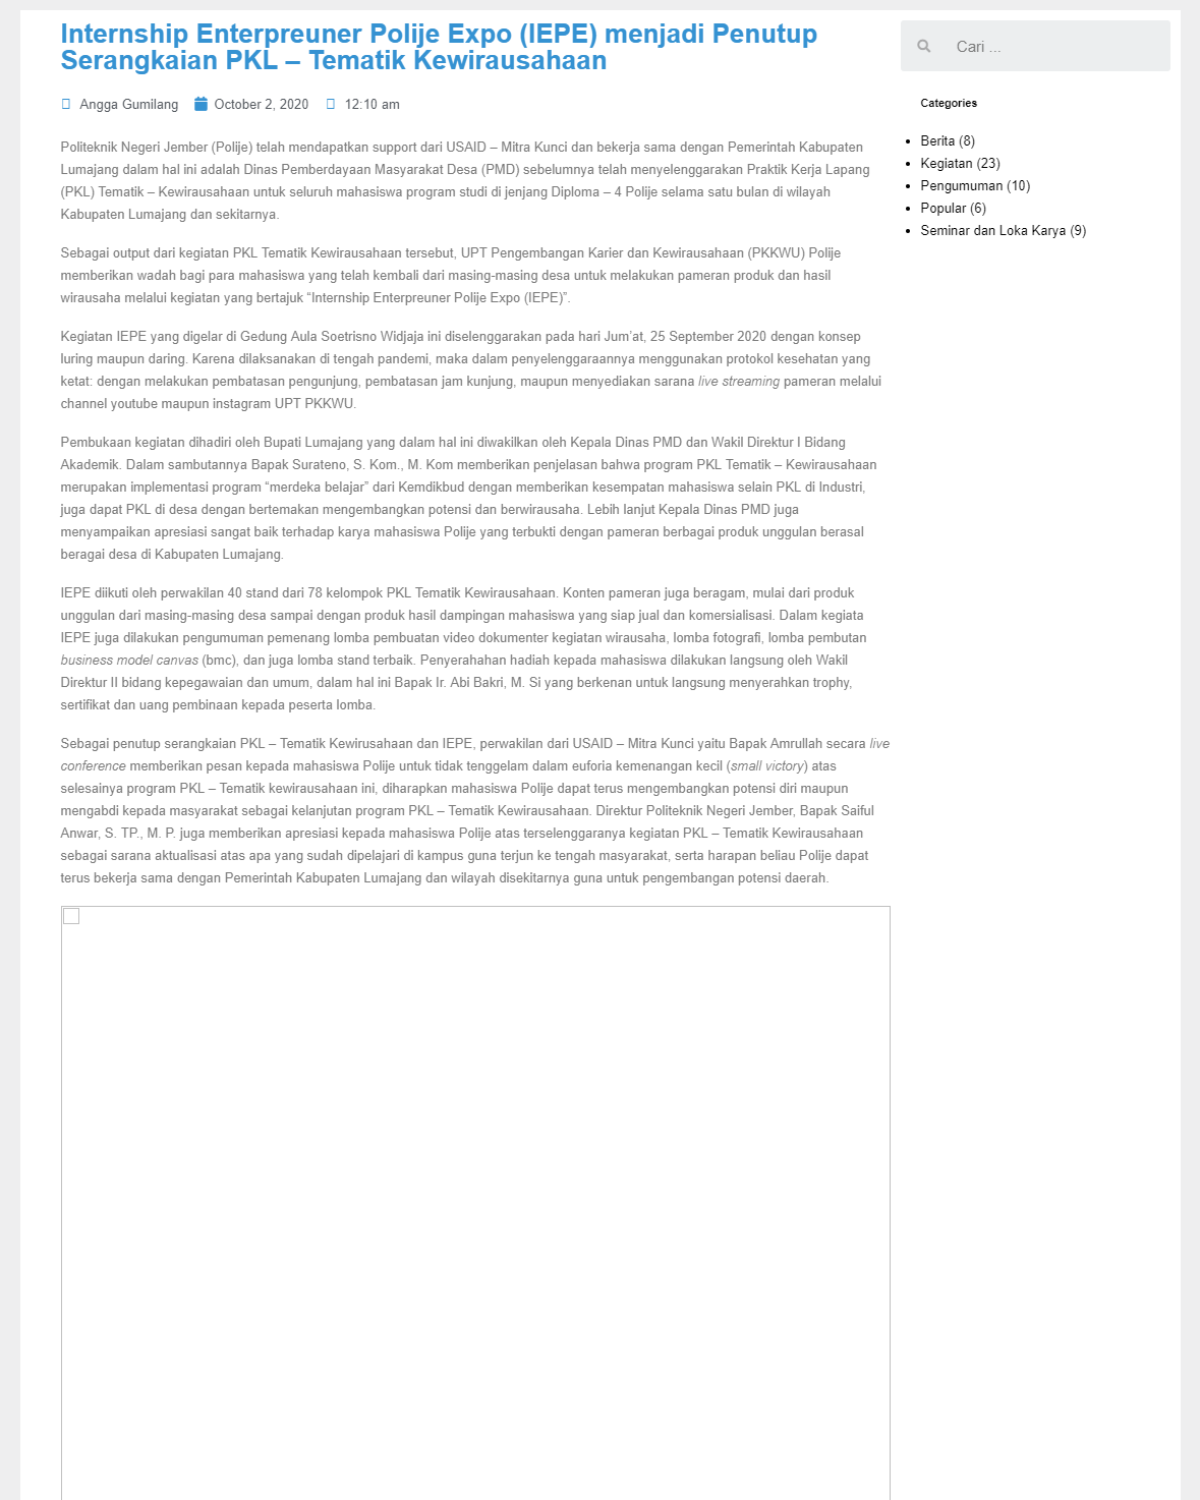 Internship Enterpreuner Polije Expo (IEPE) menjadi Penutup
Serangkaian PKL – Tematik Kewirausahaan
Angga Gumilang October 2, 2020 12:10 am
Politeknik Negeri Jember (Polije) telah mendapatkan support dari USAID – Mitra Kunci dan bekerja sama dengan Pemerintah Kabupaten
Lumajang dalam hal ini adalah Dinas Pemberdayaan Masyarakat Desa (PMD) sebelumnya telah menyelenggarakan Praktik Kerja Lapang
(PKL) Tematik – Kewirausahaan untuk seluruh mahasiswa program studi di jenjang Diploma – 4 Polije selama satu bulan di wilayah
Kabupaten Lumajang dan sekitarnya.
Sebagai output dari kegiatan PKL Tematik Kewirausahaan tersebut, UPT Pengembangan Karier dan Kewirausahaan (PKKWU) Polije
memberikan wadah bagi para mahasiswa yang telah kembali dari masing-masing desa untuk melakukan pameran produk dan hasil
wirausaha melalui kegiatan yang bertajuk “Internship Enterpreuner Polije Expo (IEPE)”.
Kegiatan IEPE yang digelar di Gedung Aula Soetrisno Widjaja ini diselenggarakan pada hari Jum’at, 25 September 2020 dengan konsep
luring maupun daring. Karena dilaksanakan di tengah pandemi, maka dalam penyelenggaraannya menggunakan protokol kesehatan yang
ketat: dengan melakukan pembatasan pengunjung, pembatasan jam kunjung, maupun menyediakan sarana live streaming pameran melalui
channel youtube maupun instagram UPT PKKWU.
Pembukaan kegiatan dihadiri oleh Bupati Lumajang yang dalam hal ini diwakilkan oleh Kepala Dinas PMD dan Wakil Direktur I Bidang
Akademik. Dalam sambutannya Bapak Surateno, S. Kom., M. Kom memberikan penjelasan bahwa program PKL Tematik – Kewirausahaan
merupakan implementasi program “merdeka belajar” dari Kemdikbud dengan memberikan kesempatan mahasiswa selain PKL di Industri,
juga dapat PKL di desa dengan bertemakan mengembangkan potensi dan berwirausaha. Lebih lanjut Kepala Dinas PMD juga
menyampaikan apresiasi sangat baik terhadap karya mahasiswa Polije yang terbukti dengan pameran berbagai produk unggulan berasal
beragai desa di Kabupaten Lumajang.
IEPE diikuti oleh perwakilan 40 stand dari 78 kelompok PKL Tematik Kewirausahaan. Konten pameran juga beragam, mulai dari produk
unggulan dari masing-masing desa sampai dengan produk hasil dampingan mahasiswa yang siap jual dan komersialisasi. Dalam kegiata
IEPE juga dilakukan pengumuman pemenang lomba pembuatan video dokumenter kegiatan wirausaha, lomba fotografi, lomba pembutan
business model canvas (bmc), dan juga lomba stand terbaik. Penyerahahan hadiah kepada mahasiswa dilakukan langsung oleh Wakil
Direktur II bidang kepegawaian dan umum, dalam hal ini Bapak Ir. Abi Bakri, M. Si yang berkenan untuk langsung menyerahkan trophy,
sertifikat dan uang pembinaan kepada peserta lomba.
Sebagai penutup serangkaian PKL – Tematik Kewirusahaan dan IEPE, perwakilan dari USAID – Mitra Kunci yaitu Bapak Amrullah secara live
conference memberikan pesan kepada mahasiswa Polije untuk tidak tenggelam dalam euforia kemenangan kecil (small victory) atas
selesainya program PKL – Tematik kewirausahaan ini, diharapkan mahasiswa Polije dapat terus mengembangkan potensi diri maupun
mengabdi kepada masyarakat sebagai kelanjutan program PKL – Tematik Kewirausahaan. Direktur Politeknik Negeri Jember, Bapak Saiful
Anwar, S. TP., M. P. juga memberikan apresiasi kepada mahasiswa Polije atas terselenggaranya kegiatan PKL – Tematik Kewirausahaan
sebagai sarana aktualisasi atas apa yang sudah dipelajari di kampus guna terjun ke tengah masyarakat, serta harapan beliau Polije dapat
terus bekerja sama dengan Pemerintah Kabupaten Lumajang dan wilayah disekitarnya guna untuk pengembangan potensi daerah.
Cari ...
Categories
Berita (8)
Kegiatan (23)
Pengumuman (10)
Popular (6)
Seminar dan Loka Karya (9)